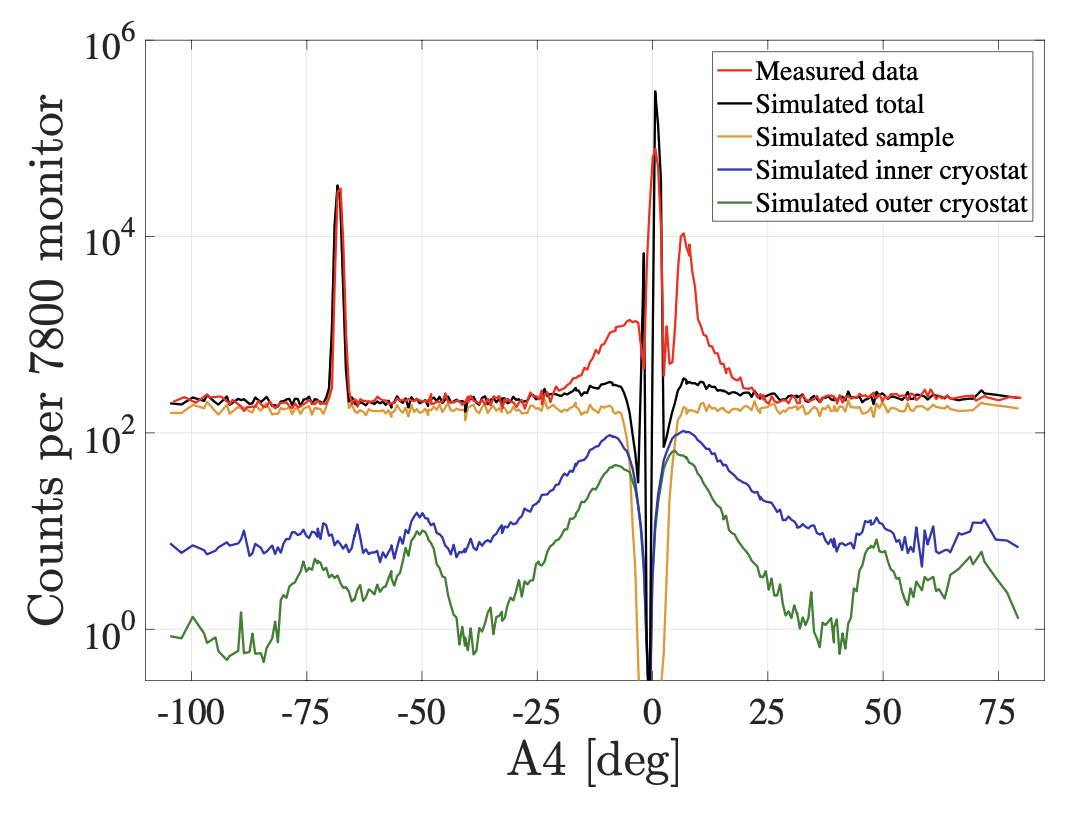 10^6
10^4
10^2
10^0
Counts per 7800 monitor
Measured data
Simulated total
Simulated sample
Simulated inner cryostat
Simulated outer cryostat
-100 -75 -50 -25 0 25 50 75
A4 [deg]